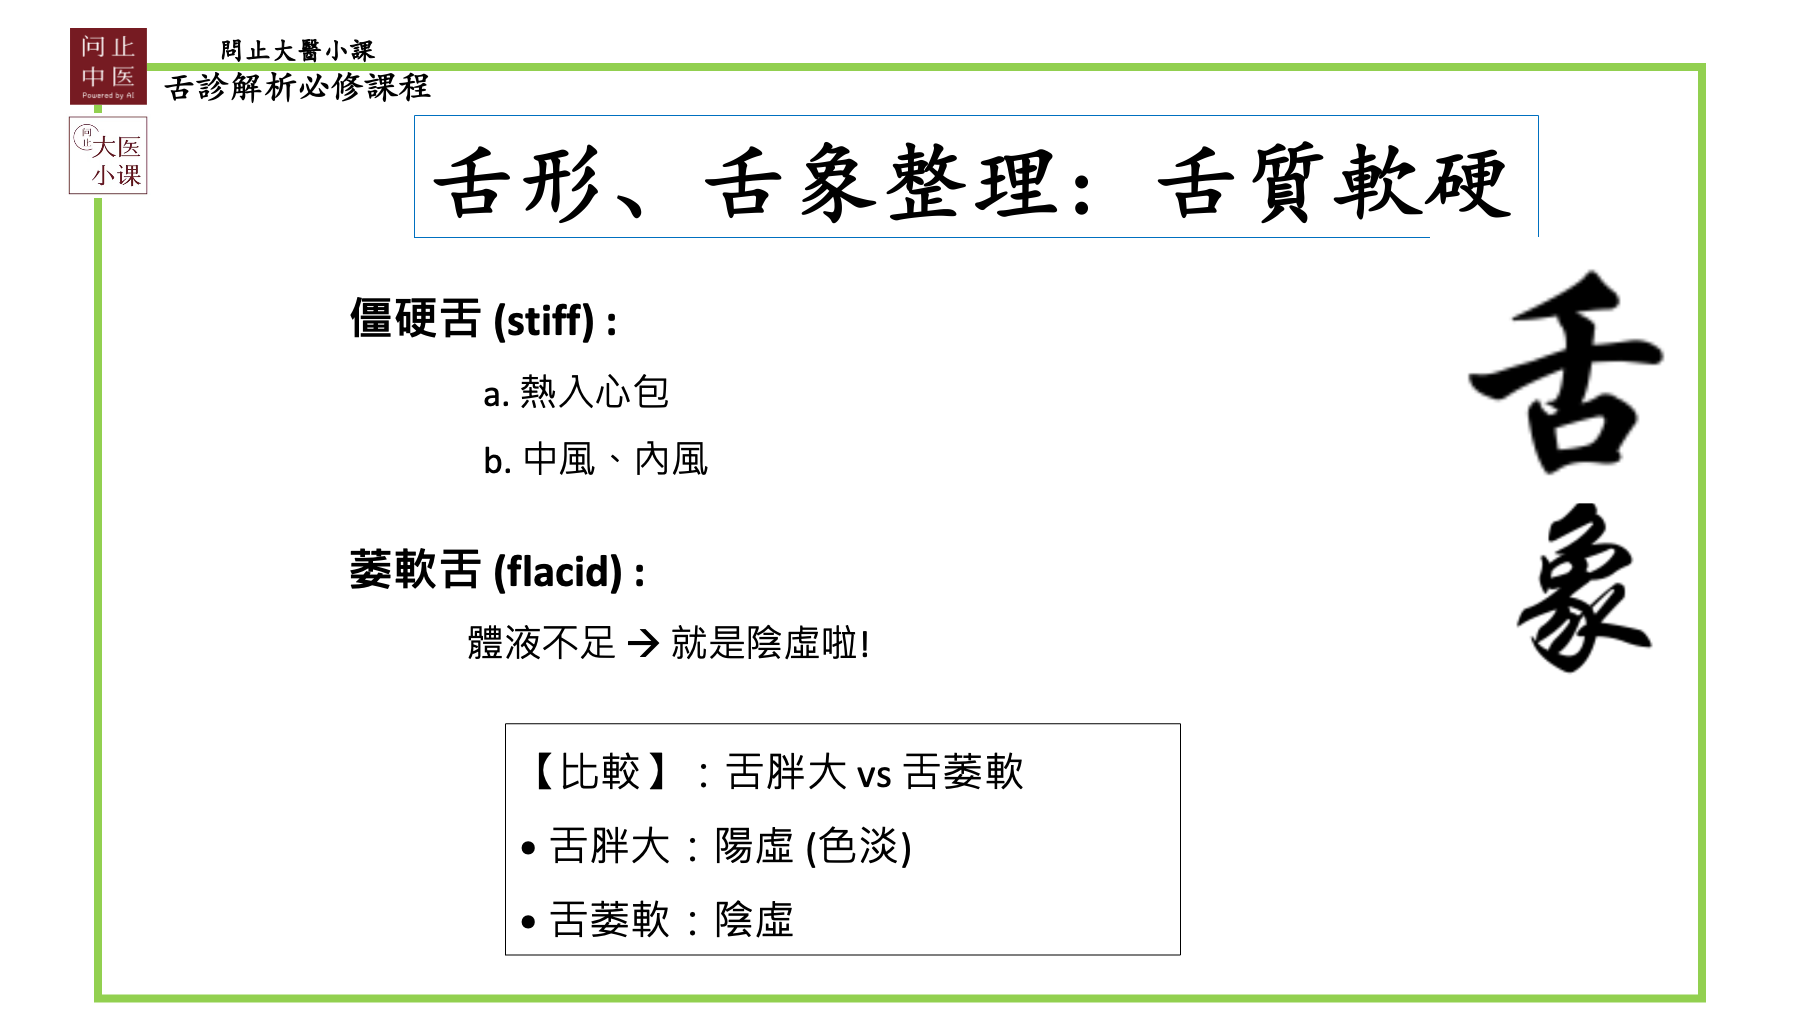 问止
中医
Powered by AI
問止大醫小課
舌診解析必修課程
问止
大医
小课
舌形、舌象整理：舌質軟硬
僵硬舌 (stiff) :
a. 熱入心包
b. 中風、內風
萎軟舌 (flacid) :
體液不足 → 就是陰虛啦!
【比較】：舌胖大 vs 舌萎軟
• 舌胖大：陽虛 (色淡)
• 舌萎軟：陰虛
舌
象